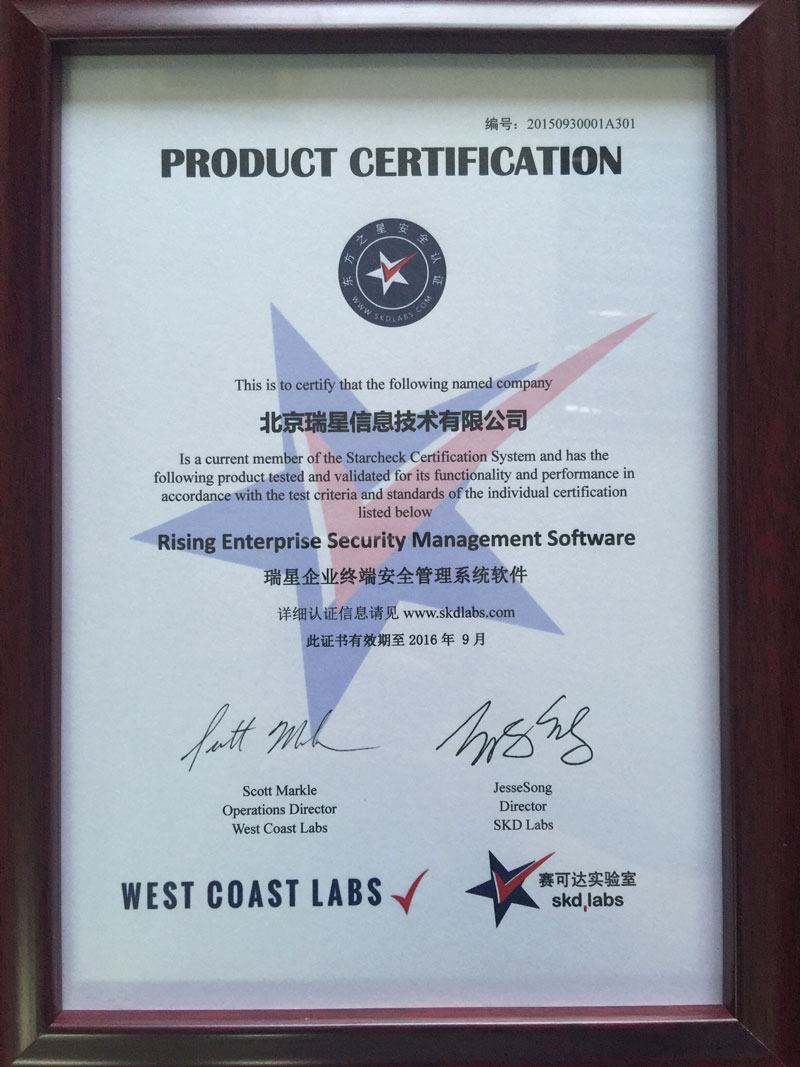 编号：20150930001A301
PRODUCT CERTIFICATION
东方之星安全认证
WWW.SKDLABS.COM
This is to certify that the following named company
北京瑞星信息技术有限公司
Is a current member of the Starcheck Certification System and has the
following product tested and validated for its functionality and performance in
accordance with the test criteria and standards of the individual certification
listed below
Rising Enterprise Security Management Software
瑞星企业终端安全管理系统软件
详细认证信息请见 www.skdlabs.com
此证书有效期至 2016 年 9 月
Scott Markle
Operations Director
West Coast Labs
JesseSong
Director
SKD Labs
WEST COAST LABS
赛可达实验室
skd labs